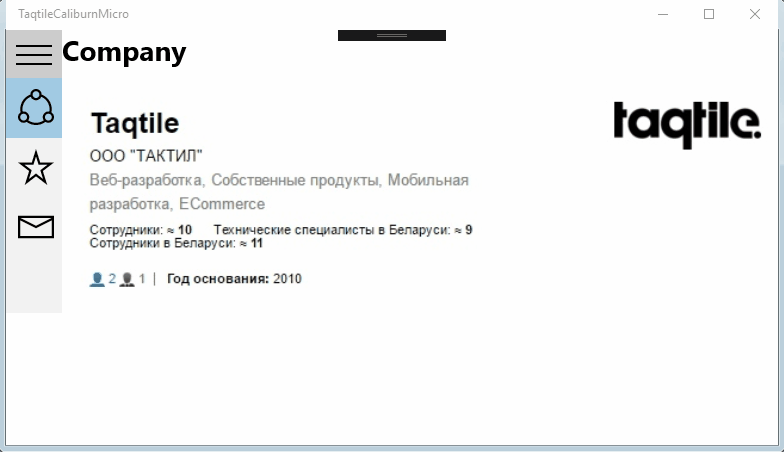 TaqtileCaliburnMicro
Company
taqtile.
Taqtile
ООО "ТАКТИЛ"
Веб-разработка, Собственные продукты, Мобильная
разработка, ECommerce
Сотрудники: ≈ 10 Технические специалисты в Беларуси: ≈ 9
Сотрудники в Беларуси: ≈ 11
2 1 | Год основания: 2010